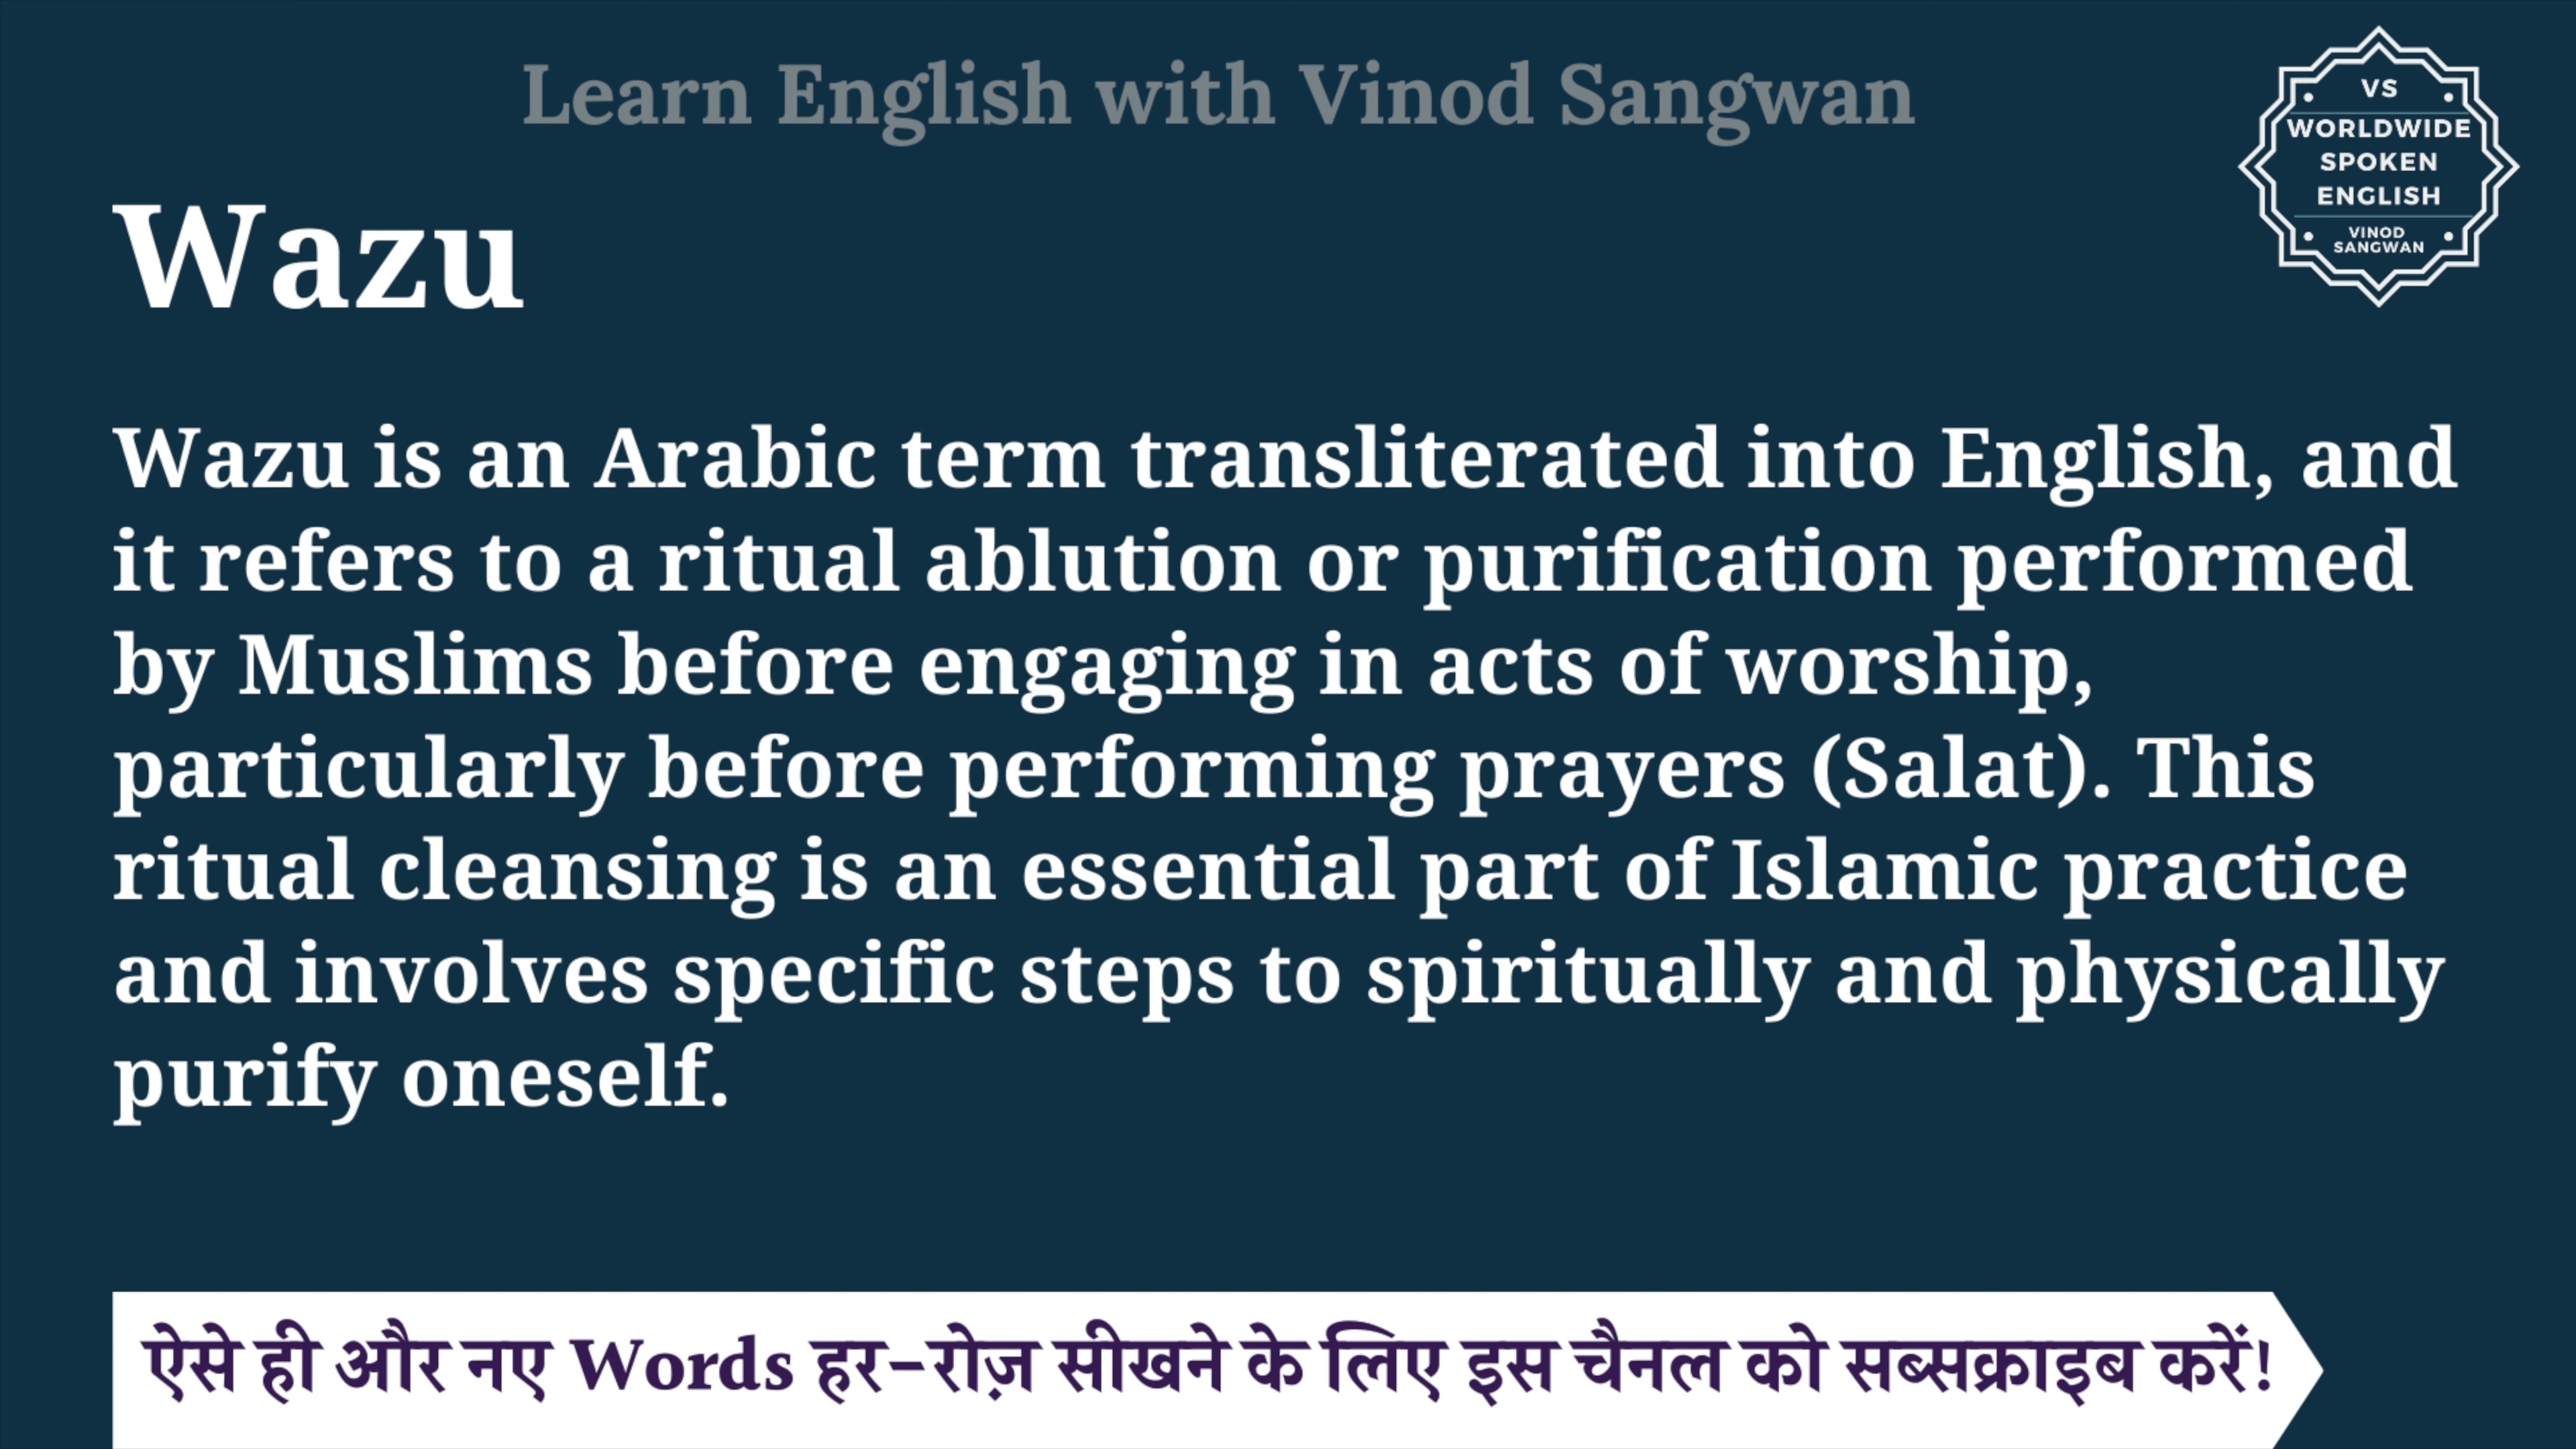 Learn English with Vinod Sangwan
VS
WORLDWIDE
SPOKEN
ENGLISH
VINOD
SANGWAN
Wazu
Wazu is an Arabic term transliterated into English, and
it refers to a ritual ablution or purification performed
by Muslims before engaging in acts of worship,
particularly before performing prayers (Salat). This
ritual cleansing is an essential part of Islamic practice
and involves specific steps to spiritually and physically
purify oneself.
ऐसे ही और नए Words हर-रोज़ सीखने के लिए इस चैनल को सब्सक्राइब करें!